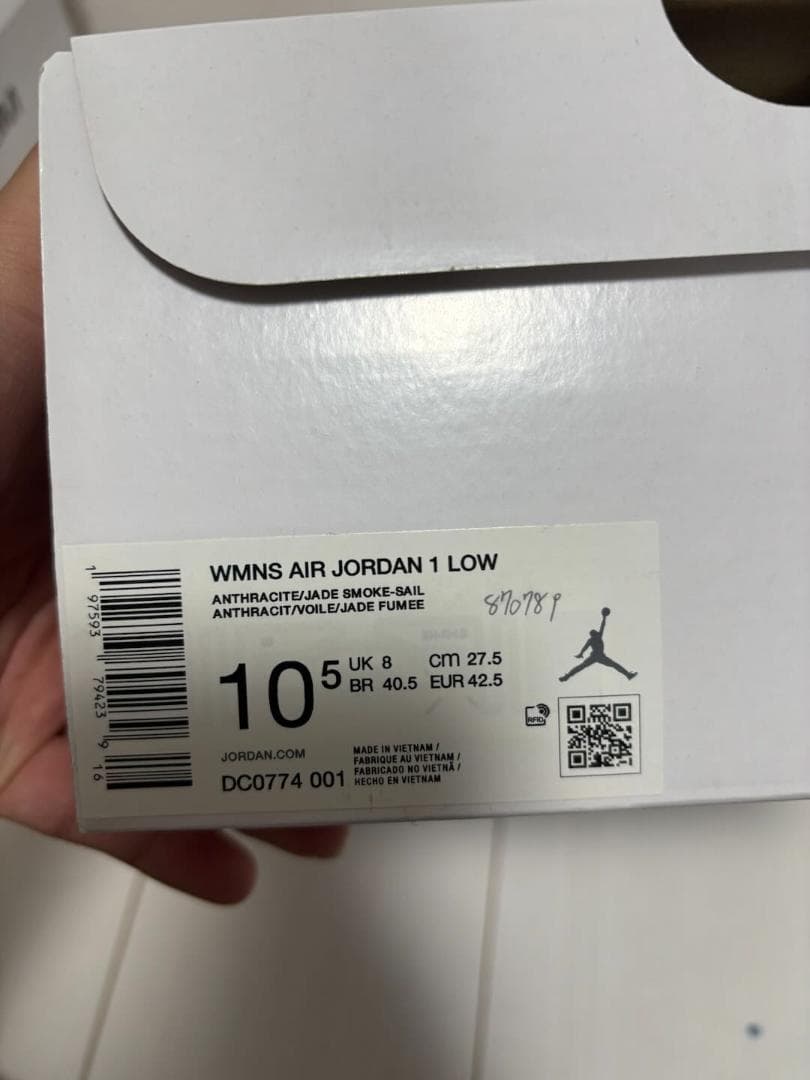 WMNS AIR JORDAN 1 LOW
ANTHRACITE/JADE SMOKE-SAIL
ANTHRACIT/VOILE/JADE FUMEE
870789
10 5
UK 8 cm 27.5
BR 40.5 EUR 42.5
RFID
JORDAN.COM
DC0774 001
MADE IN VIETNAM /
FABRIQUE AU VIETNAM /
FABRICADO NO VIETNÃ /
HECHO EN VIETNAM
1 97593 79423 9 16